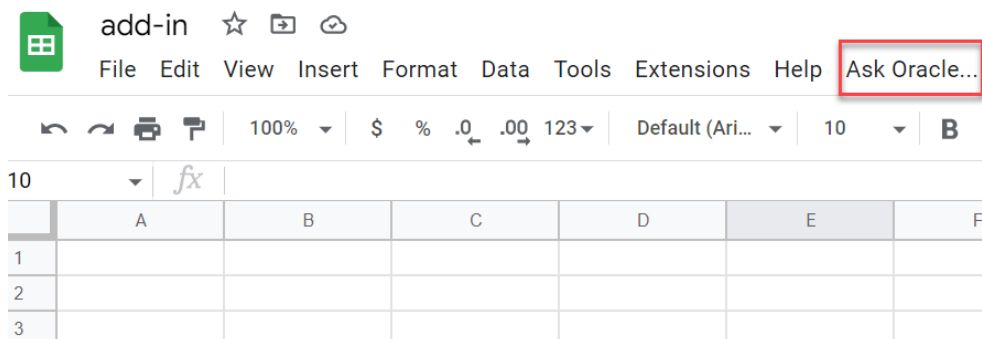 add-in
File Edit View Insert Format Data Tools Extensions Help Ask Oracle...
100% $ % .0 .00 123 Default (Ari... 10 B
10 fx
A B C D E F
1
2
3